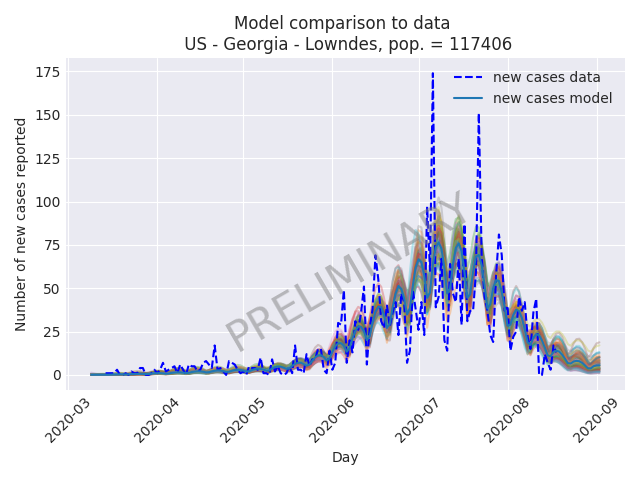 Model comparison to data
US - Georgia - Lowndes, pop. = 117406
new cases data
new cases model
PRELIMINARY
Number of new cases reported
175
150
125
100
75
50
25
0
2020-03
2020-04
2020-05
2020-06
2020-07
2020-08
2020-09
Day